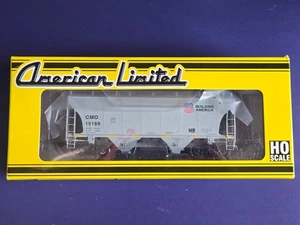 American Limited
BUILDING
AMERICA
CMO
15189
HO
SCALE